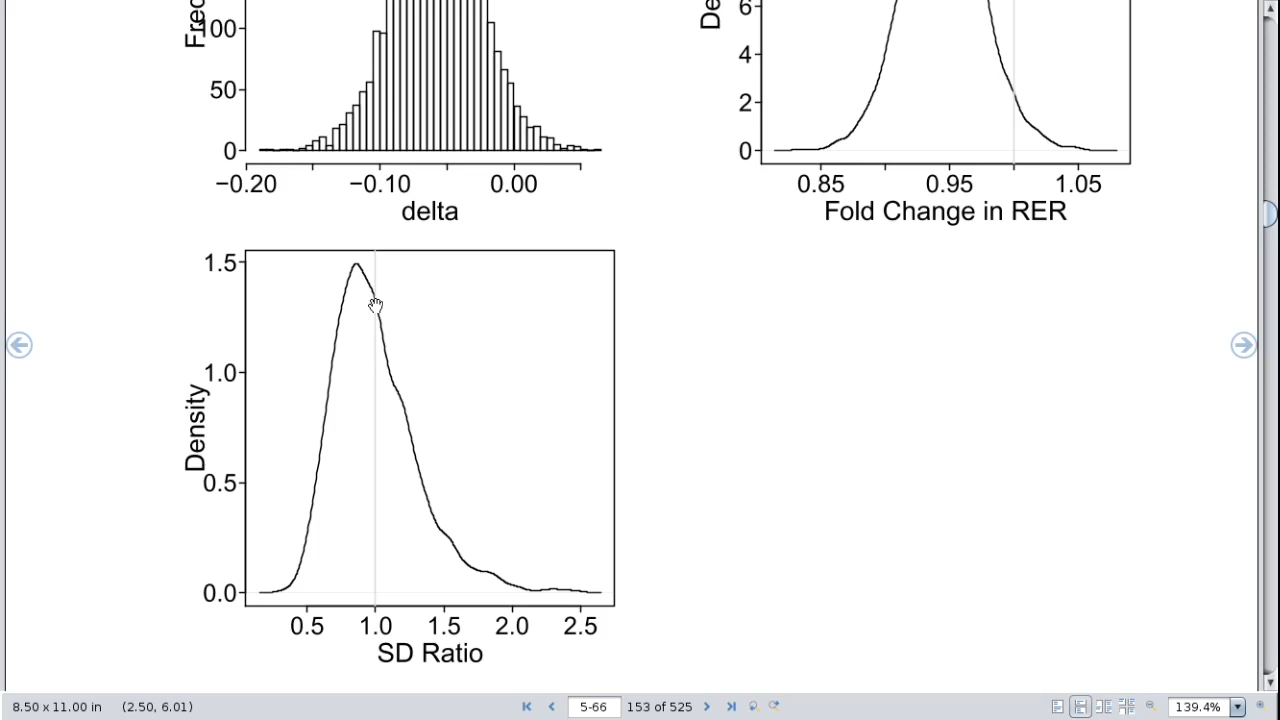 Freq
100
50
0
−0.20 −0.10 0.00
delta
De
6
4
2
0
0.85 0.95 1.05
Fold Change in RER
1.5
1.0
0.5
0.0
Density
0.5 1.0 1.5 2.0 2.5
SD Ratio
8.50 x 11.00 in (2.50, 6.01) 5-66 153 of 525 139.4%